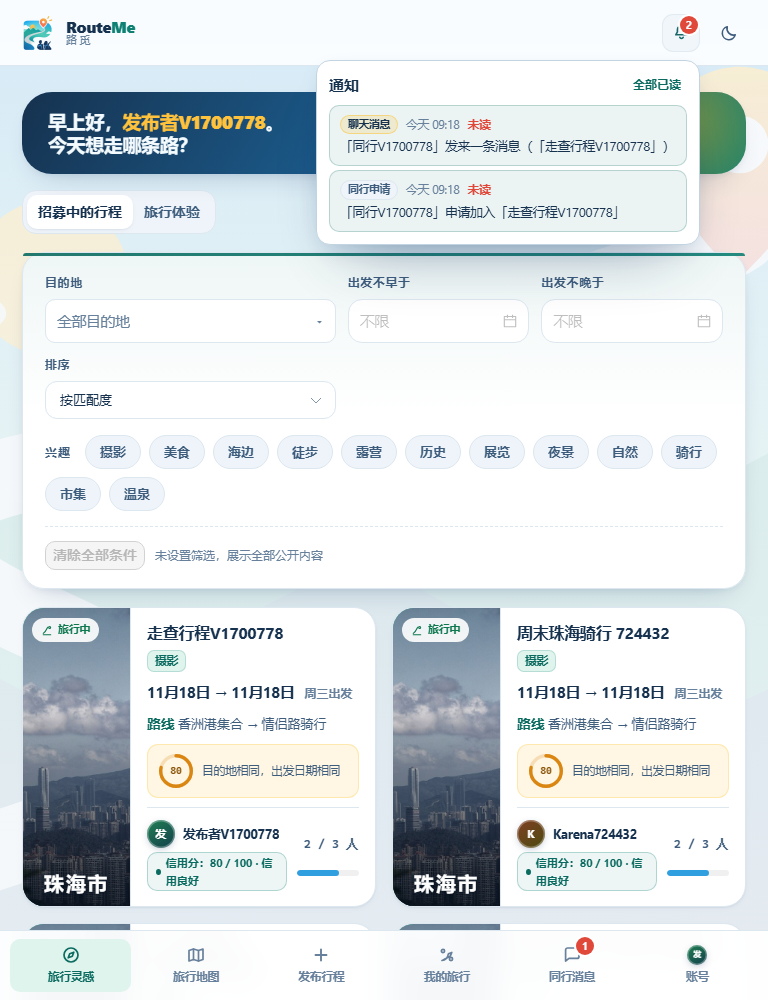 RouteMe
路觅
2
早上好，发布者V1700778。
今天想走哪条路？
通知
全部已读
聊天消息 今天 09:18 未读
「同行V1700778」发来一条消息（「走查行程V1700778」）
同行申请 今天 09:18 未读
「同行V1700778」申请加入「走查行程V1700778」
招募中的行程 旅行体验
目的地 出发不早于 出发不晚于
全部目的地 不限 不限
排序
按匹配度
兴趣 摄影 美食 海边 徒步 露营 历史 展览 夜景 自然 骑行
市集 温泉
清除全部条件 未设置筛选，展示全部公开内容
旅行中
珠海市
走查行程V1700778
摄影
11月18日 → 11月18日 周三出发
路线 香洲港集合 → 情侣路骑行
80 目的地相同，出发日期相同
发 发布者V1700778
信用分：80 / 100 · 信
用良好
2 / 3 人
旅行中
珠海市
周末珠海骑行 724432
摄影
11月18日 → 11月18日 周三出发
路线 香洲港集合 → 情侣路骑行
80 目的地相同，出发日期相同
K Karena724432
信用分：80 / 100 · 信
用良好
2 / 3 人
1 发
旅行灵感 旅行地图 发布行程 我的旅行 同行消息 账号